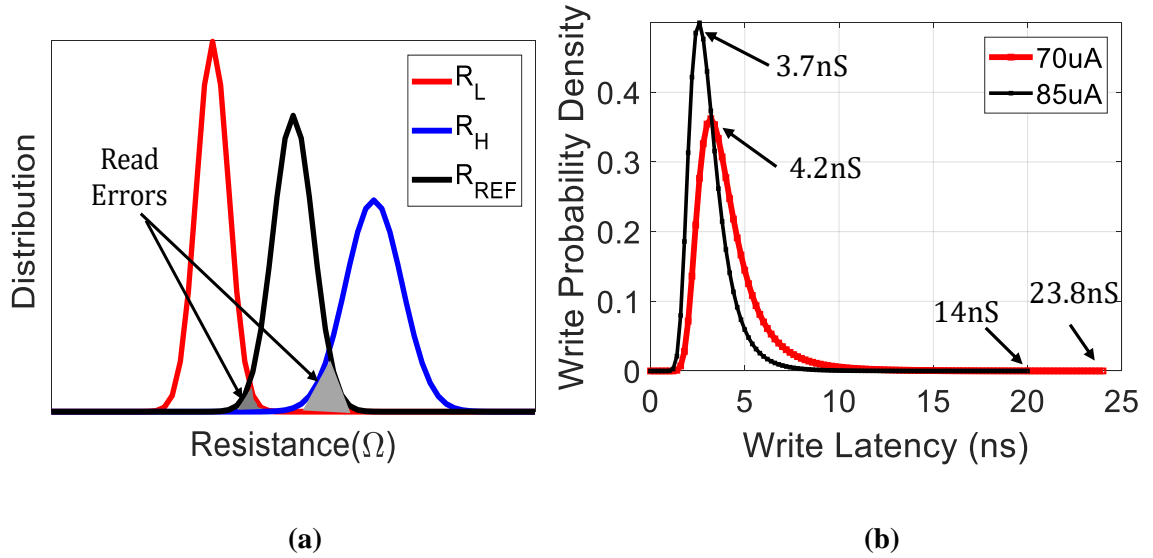 R_L
R_H
R_REF
Read
Errors
Distribution
Resistance(Ω)
(a)
70uA
85uA
3.7nS
4.2nS
14nS
23.8nS
Write Probability Density
0.4
0.3
0.2
0.1
0
0 5 10 15 20 25
Write Latency (ns)
(b)